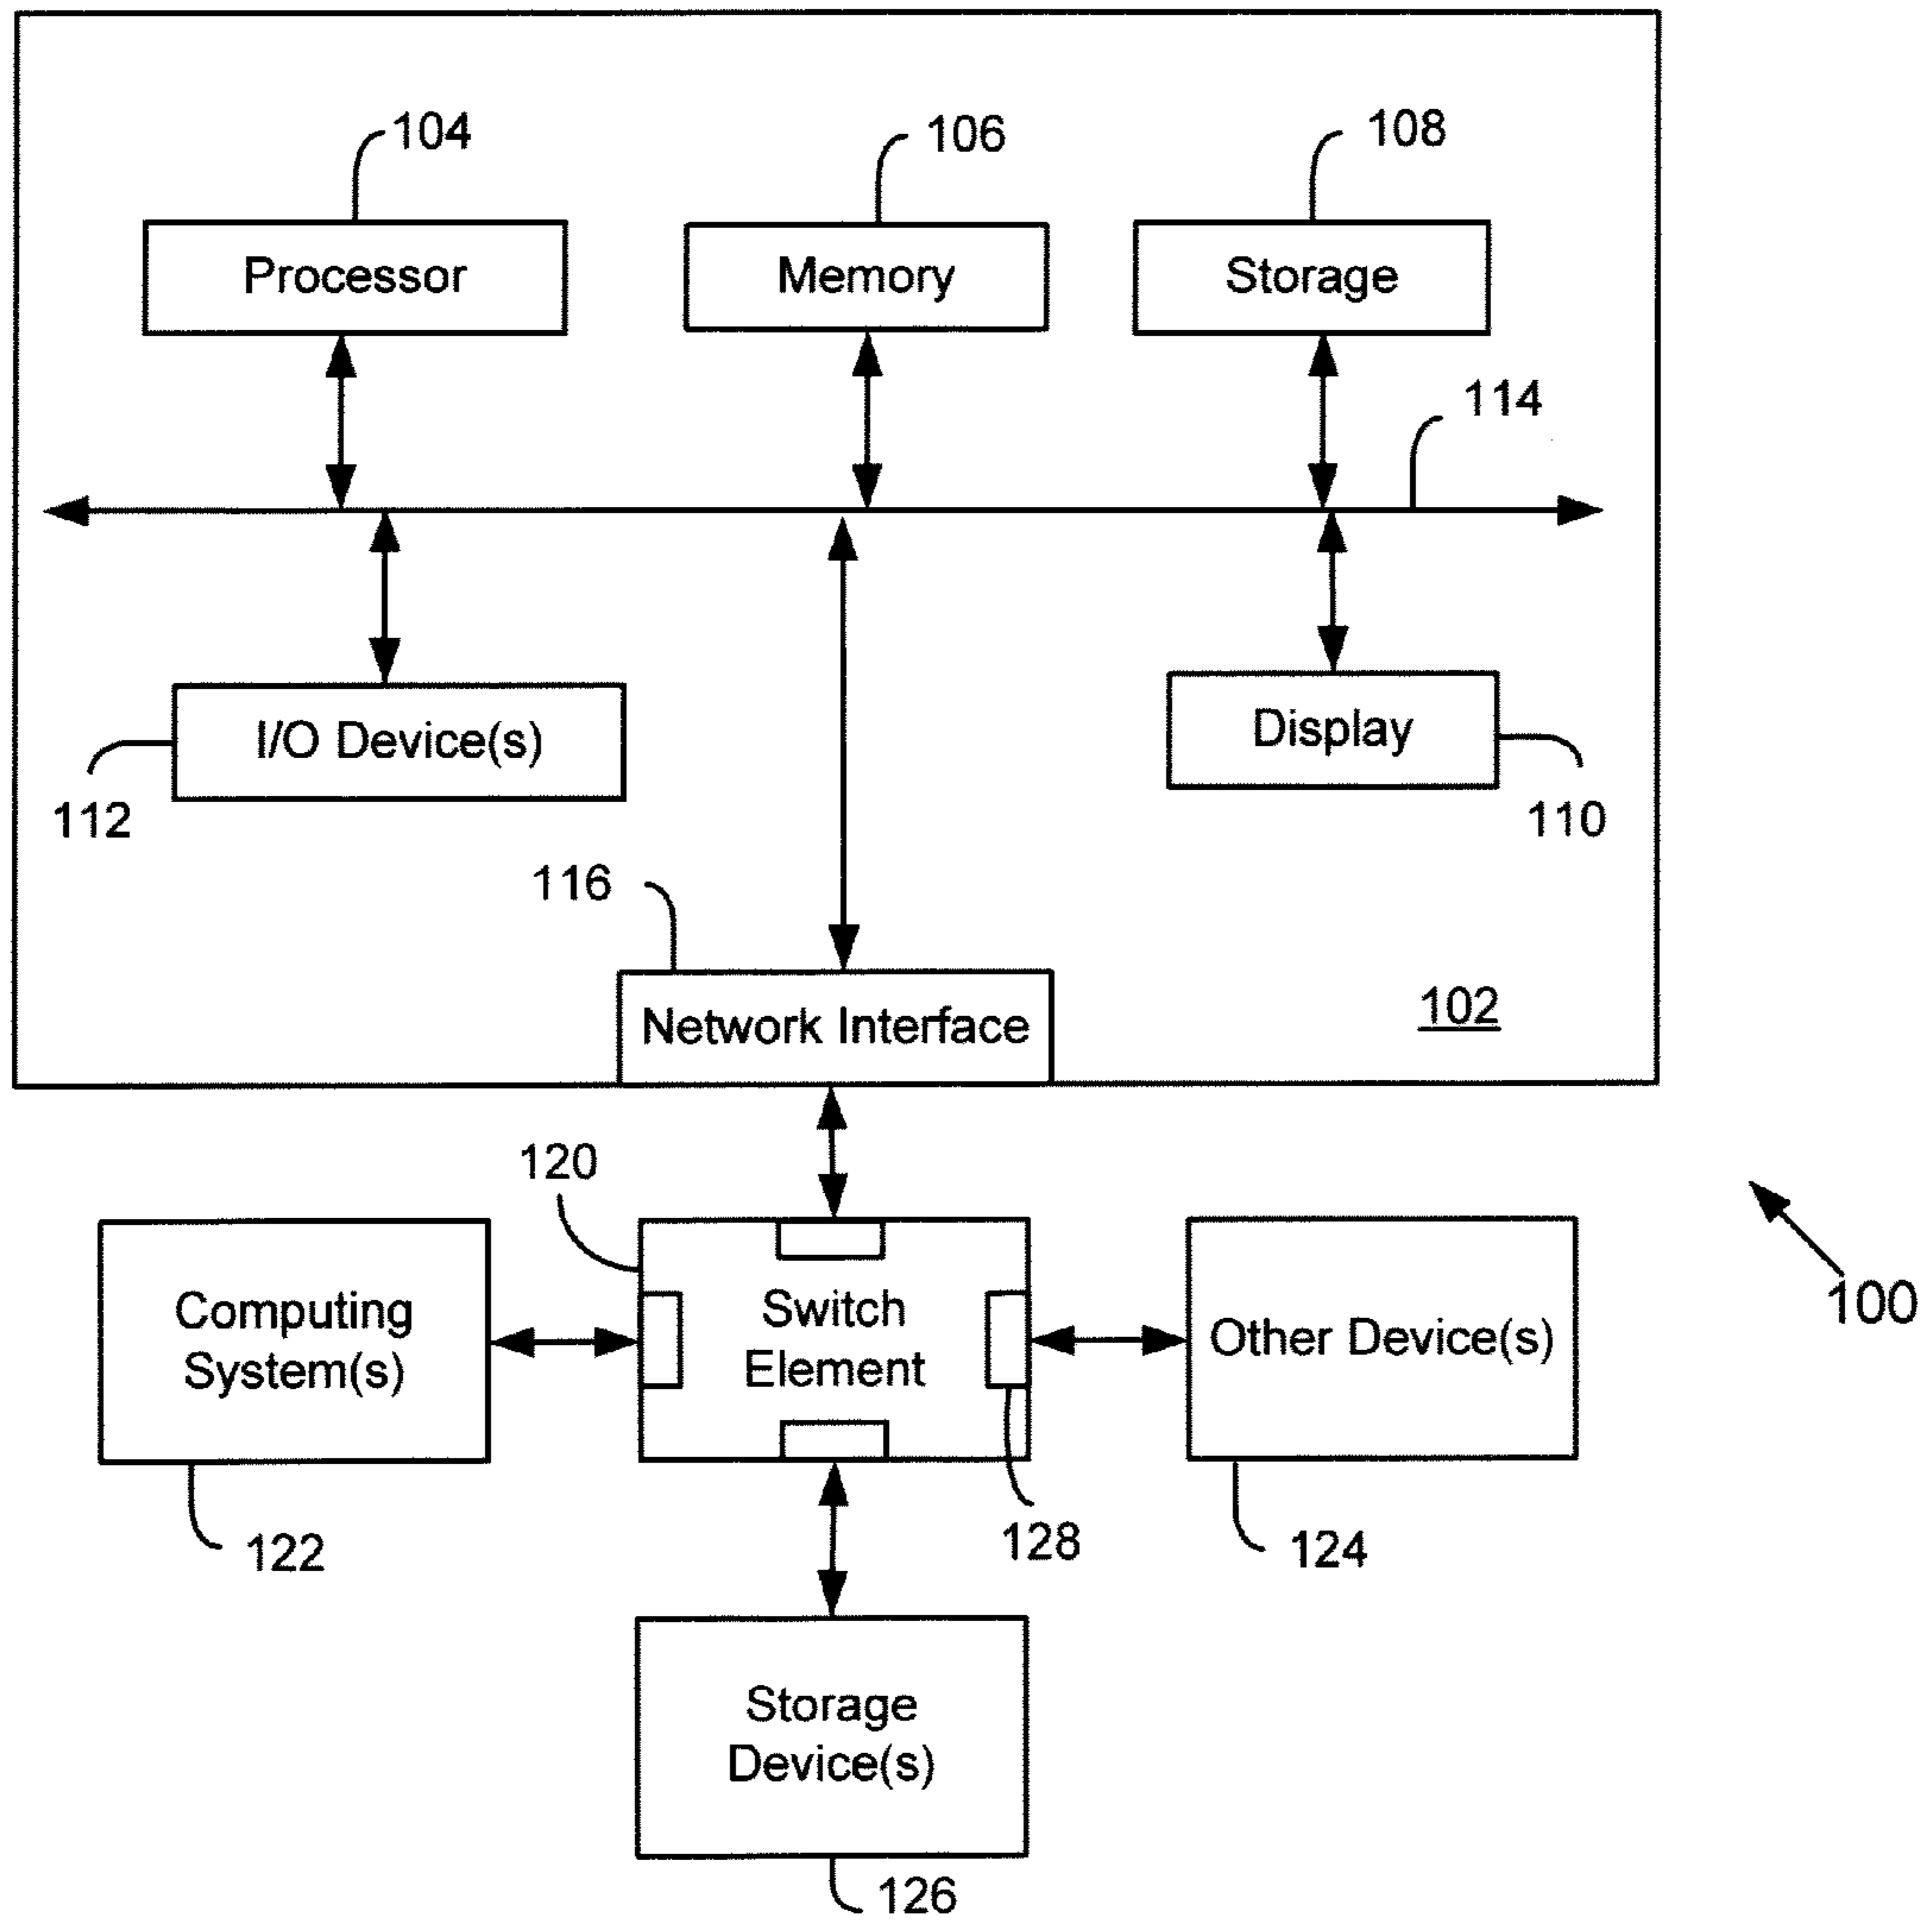 104
106
108
Processor
Memory
Storage
114
I/O Device(s)
Display
112
110
116
Network Interface
102
120
Computing
System(s)
Switch
Element
Other Device(s)
100
122
128
124
Storage
Device(s)
126